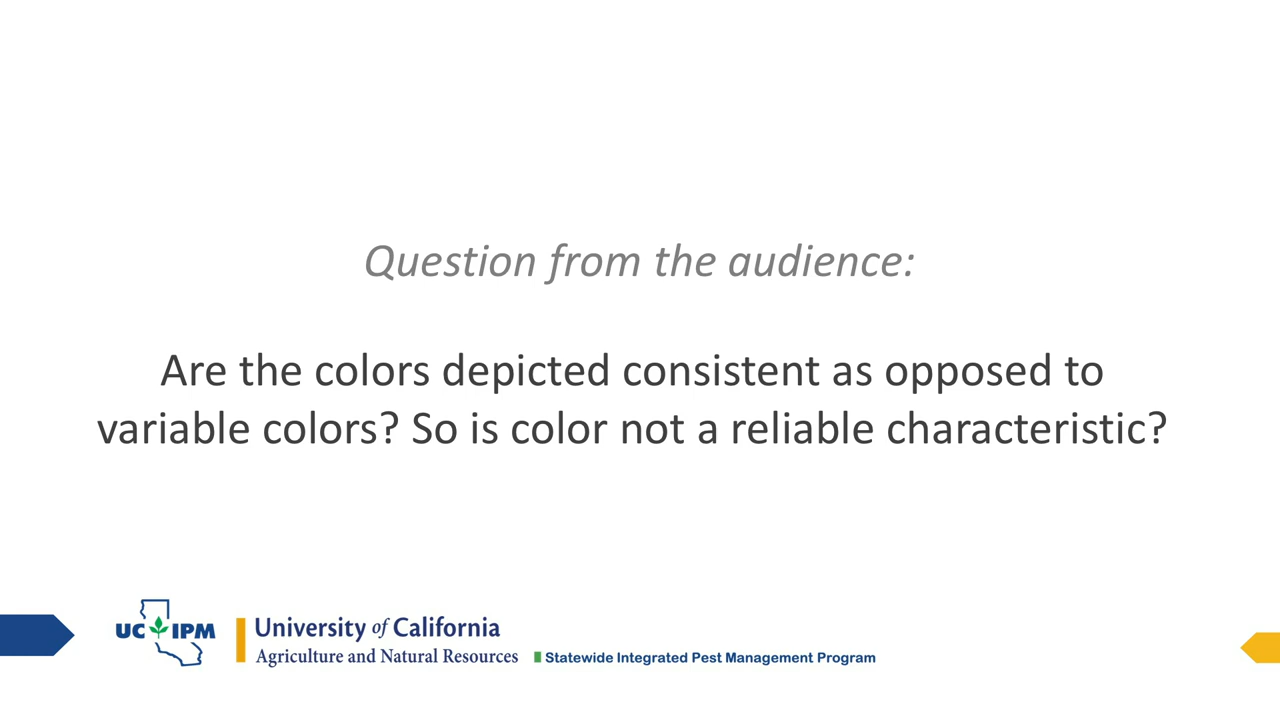 Question from the audience:
Are the colors depicted consistent as opposed to
variable colors? So is color not a reliable characteristic?
UC IPM
University of California
Agriculture and Natural Resources
Statewide Integrated Pest Management Program